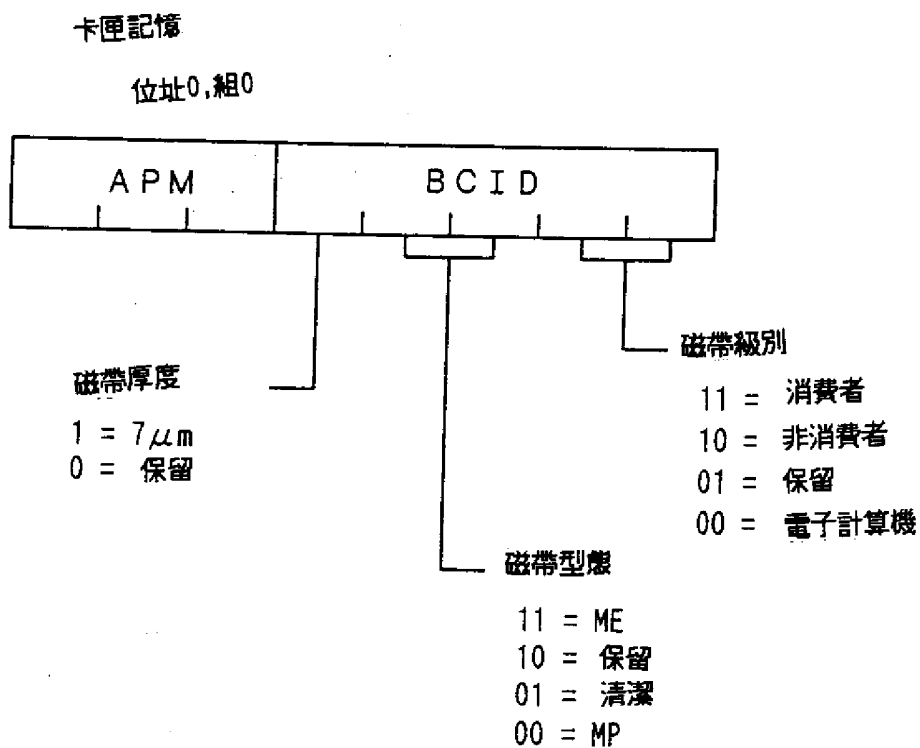 卡匣記憶
位址0,組0
APM
BCID
磁帶厚度
1 = 7μm
0 = 保留
磁帶級別
11 = 消費者
10 = 非消費者
01 = 保留
00 = 電子計算機
磁帶型態
11 = ME
10 = 保留
01 = 清潔
00 = MP